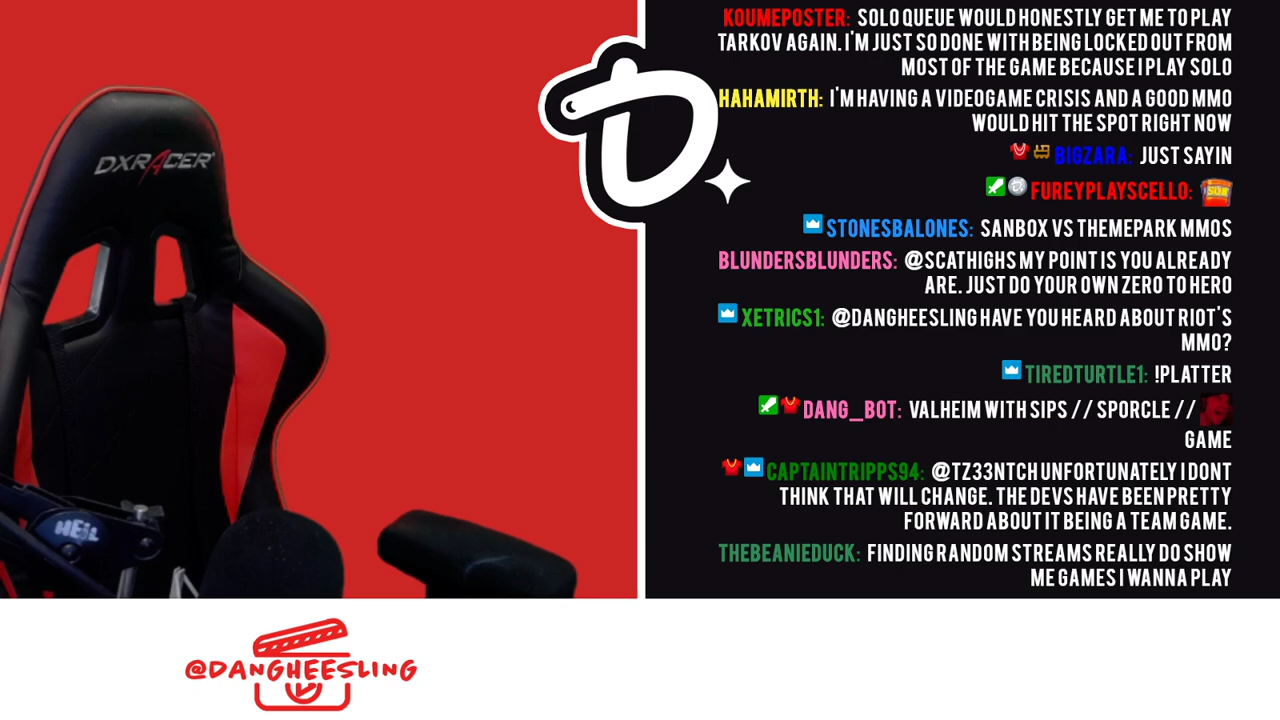 DXRACER
HEIL
KOUMEPOSTER: SOLO QUEUE WOULD HONESTLY GET ME TO PLAY
TARKOV AGAIN. I'M JUST SO DONE WITH BEING LOCKED OUT FROM
MOST OF THE GAME BECAUSE I PLAY SOLO
HAHAMIRTH: I'M HAVING A VIDEOGAME CRISIS AND A GOOD MMO
WOULD HIT THE SPOT RIGHT NOW
BIGZARA: JUST SAYIN
FUREYPLAYSCELLO:
STONESBALONES: SANBOX VS THEMEPARK MMOS
BLUNDERSBLUNDERS: @SCATHIGHS MY POINT IS YOU ALREADY
ARE. JUST DO YOUR OWN ZERO TO HERO
XETRICS1: @DANGHEESLING HAVE YOU HEARD ABOUT RIOT'S
MMO?
TIREDTURTLE1: !PLATTER
DANG_BOT: VALHEIM WITH SIPS // SPORCLE //
GAME
CAPTAINTRIPPS94: @TZ33NTCH UNFORTUNATELY I DONT
THINK THAT WILL CHANGE. THE DEVS HAVE BEEN PRETTY
FORWARD ABOUT IT BEING A TEAM GAME.
THEBEANIEDUCK: FINDING RANDOM STREAMS REALLY DO SHOW
ME GAMES I WANNA PLAY
D
@DANGHEESLING